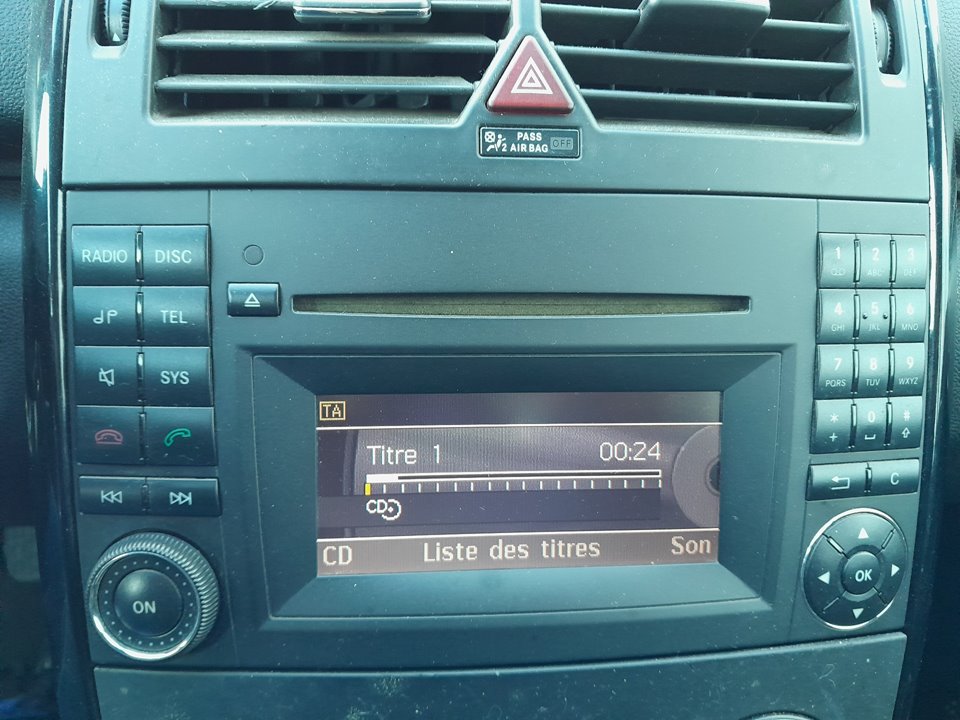 PASS
2 AIRBAG OFF
RADIO DISC
TEL
SYS
ON
TA
Titre 1 00:24
CD
CD Liste des titres Son
1 2 3
ABC DEF
4 5 6
GHI JKL MNO
7 8 9
PQRS TUV WXYZ
* 0 #
+
C
OK